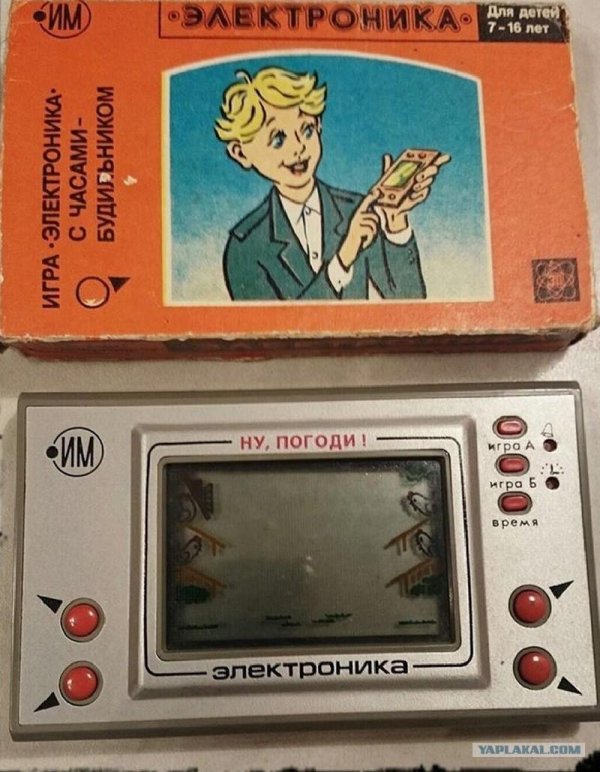 •ИМ
•ЭЛЕКТРОНИКА•
Для детей
7-16 лет
ИГРА •ЭЛЕКТРОНИКА•
С ЧАСАМИ-
БУДИЛЬНИКОМ
•ИМ
НУ, ПОГОДИ!
игра А
игра Б
время
электроника
YAPLAKAL.COM